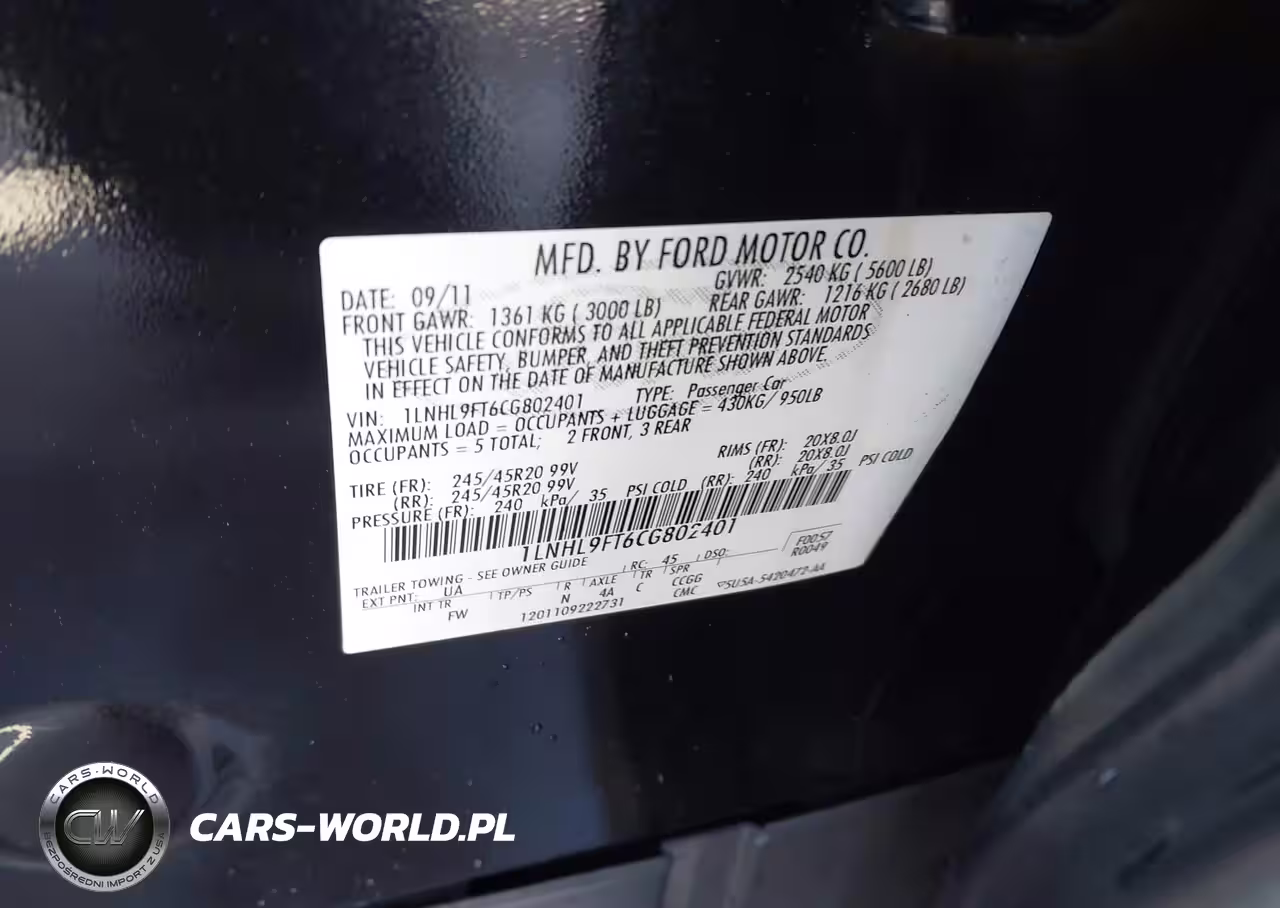 MFD. BY FORD MOTOR CO.
DATE: 09/11 GVWR: 2540 KG ( 5600 LB)
FRONT GAWR: 1361 KG ( 3000 LB) REAR GAWR: 1216 KG ( 2680 LB)
THIS VEHICLE CONFORMS TO ALL APPLICABLE FEDERAL MOTOR
VEHICLE SAFETY, BUMPER, AND THEFT PREVENTION STANDARDS
IN EFFECT ON THE DATE OF MANUFACTURE SHOWN ABOVE.
VIN: 1LNHL9FT6CG802401 TYPE: Passenger Car
MAXIMUM LOAD = OCCUPANTS + LUGGAGE = 430KG/ 950LB
OCCUPANTS = 5 TOTAL; 2 FRONT, 3 REAR
TIRE (FR): 245/45R20 99V RIMS (FR): 20X8.0J
(RR): 245/45R20 99V (RR): 20X8.0J
PRESSURE (FR): 240 kPa/ 35 PSI COLD (RR): 240 kPa/ 35 PSI COLD
1LNHL9FT6CG802401
F0057
R0049
TRAILER TOWING - SEE OWNER GUIDE
EXT PNT: UA RC: 45 DSO:
INT TR TP/PS R AXLE TR SPR
FW N 4A C CCGG
CMC
1201109222731
5U5A-5420472-AA
CARS-WORLD
CW
BEZPOŚREDNI IMPORT Z USA
CARS-WORLD.PL